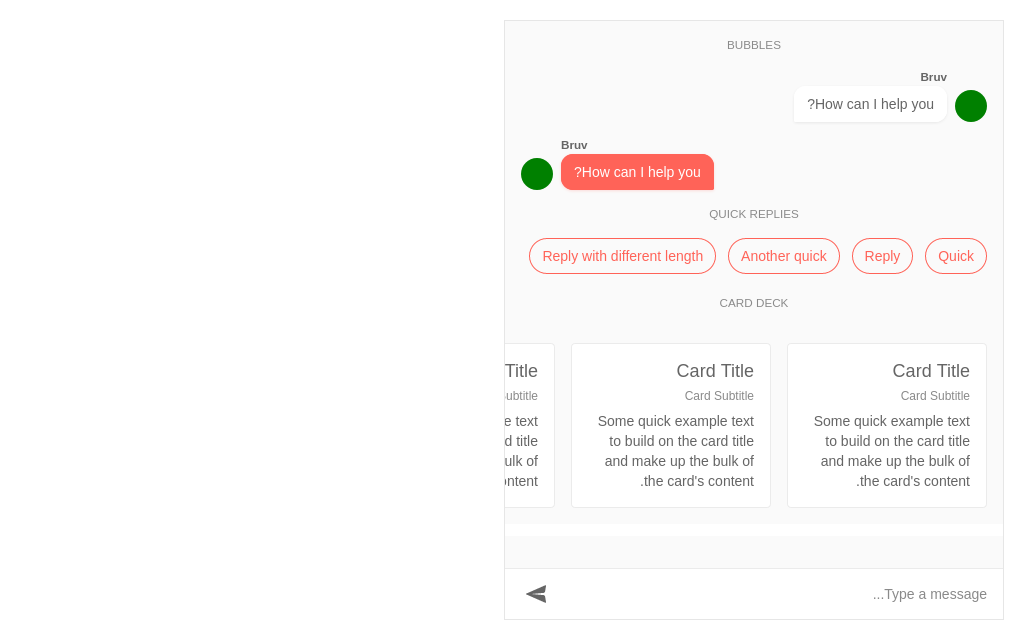 BUBBLES
Bruv
?How can I help you
Bruv
?How can I help you
QUICK REPLIES
Quick
Reply
Another quick
Reply with different length
CARD DECK
Card Title
Card Subtitle
Some quick example text
to build on the card title
and make up the bulk of
.the card's content
Card Title
Card Subtitle
Some quick example text
to build on the card title
and make up the bulk of
.the card's content
Title
text
title
of
...Type a message